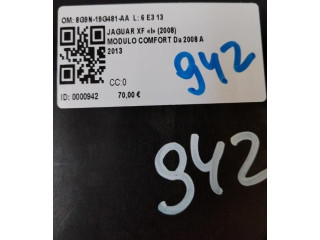 OM: 8G9N-19G481-AA L: 6 E3 13
JAGUAR XF «I» (2008)
MODULO COMFORT Da 2008 A
2013
942
CC:0
ID: 0000942 70,00 €
942